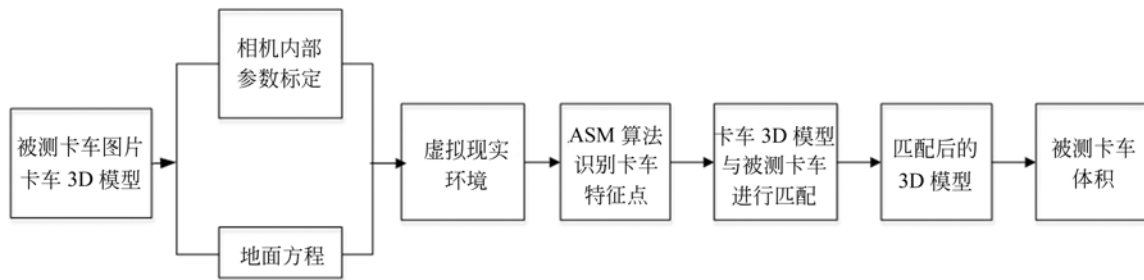 被测卡车图片
卡车 3D 模型
相机内部
参数标定
地面方程
虚拟现实
环境
ASM 算法
识别卡车
特征点
卡车 3D 模型
与被测卡车
进行匹配
匹配后的
3D 模型
被测卡车
体积